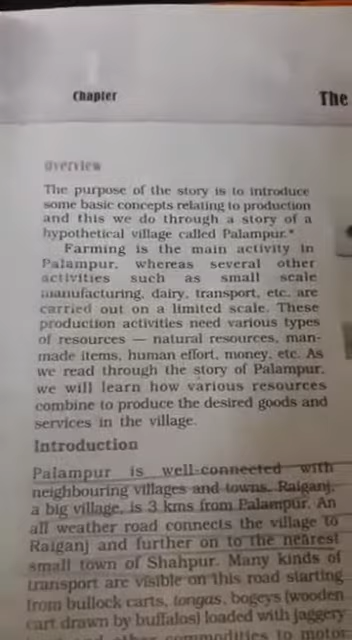 Chapter
The
Overview
The purpose of the story is to introduce
some basic concepts relating to production
and this we do through a story of a
hypothetical village called Palampur.*
Farming is the main activity in
Palampur, whereas several other
activities such as small scale
manufacturing, dairy, transport, etc. are
carried out on a limited scale. These
production activities need various types
of resources — natural resources, man-
made items, human effort, money, etc. As
we read through the story of Palampur,
we will learn how various resources
combine to produce the desired goods and
services in the village.
Introduction
Palampur is well-connected with
neighbouring villages and towns. Raiganj,
a big village, is 3 kms from Palampur. An
all weather road connects the village to
Raiganj and further on to the nearest
small town of Shahpur. Many kinds of
transport are visible on this road starting
from bullock carts, tongas, bogeys (wooden
cart drawn by buffalos) loaded with jaggery
and other commodities